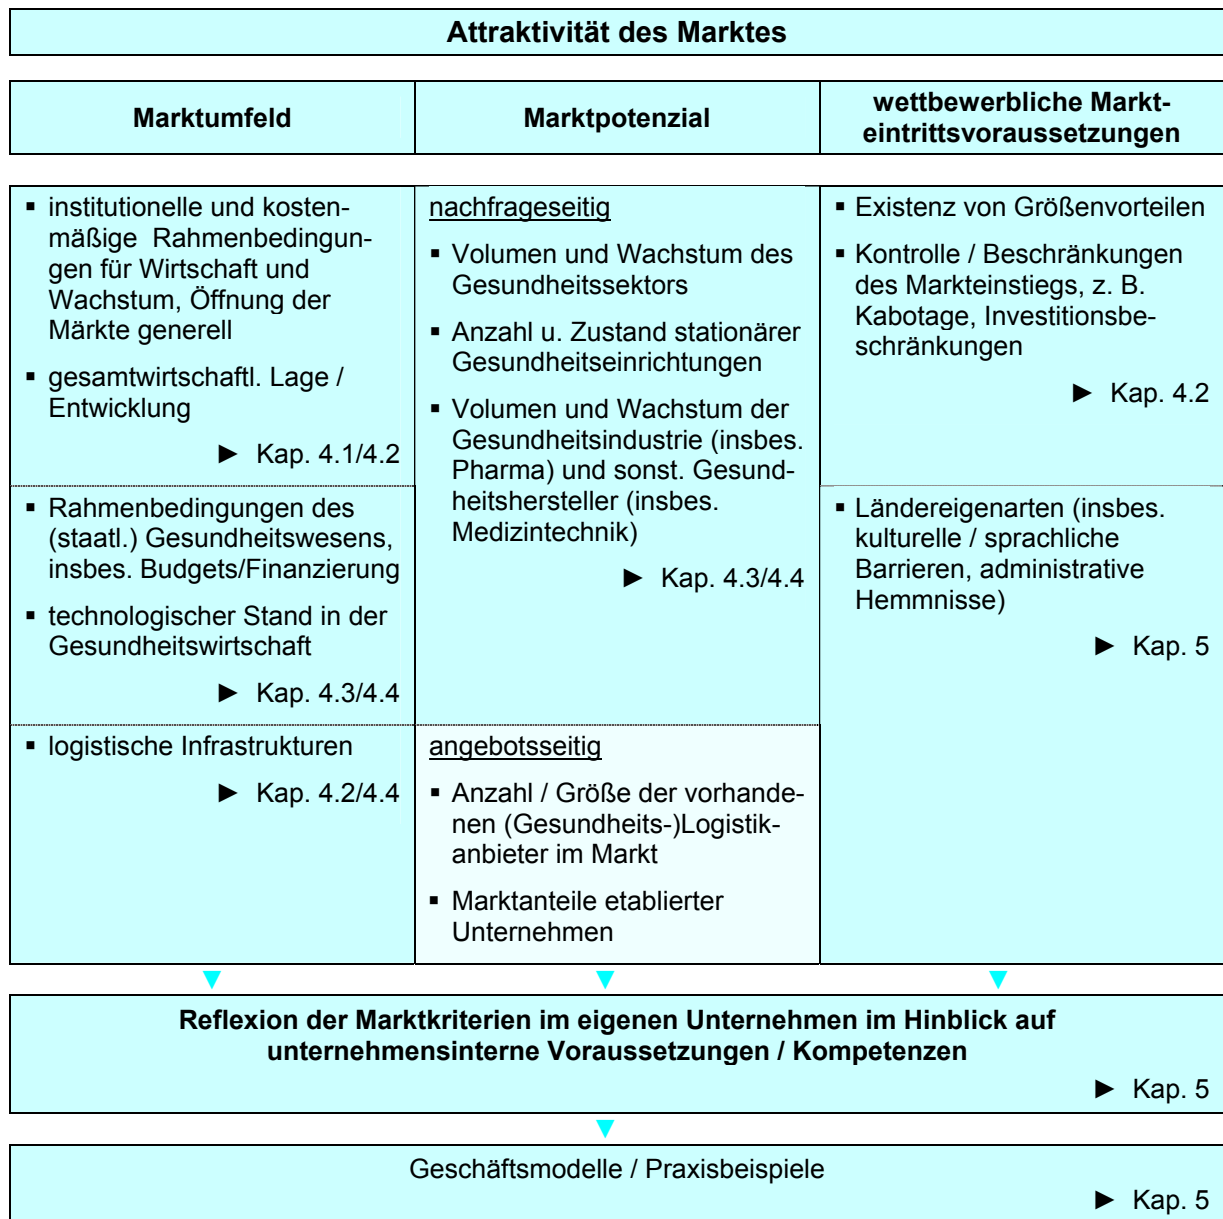 Attraktivität des Marktes
Marktumfeld
Marktpotenzial
wettbewerbliche Markt-
eintrittsvoraussetzungen
▪ institutionelle und kosten-
mäßige Rahmenbedingun-
gen für Wirtschaft und
Wachstum, Öffnung der
Märkte generell
▪ gesamtwirtschaftl. Lage /
Entwicklung
► Kap. 4.1/4.2
▪ Rahmenbedingungen des
(staatl.) Gesundheitswesens,
insbes. Budgets/Finanzierung
▪ technologischer Stand in der
Gesundheitswirtschaft
► Kap. 4.3/4.4
▪ logistische Infrastrukturen
► Kap. 4.2/4.4
nachfrageseitig
▪ Volumen und Wachstum des
Gesundheitssektors
▪ Anzahl u. Zustand stationärer
Gesundheitseinrichtungen
▪ Volumen und Wachstum der
Gesundheitsindustrie (insbes.
Pharma) und sonst. Gesund-
heitshersteller (insbes.
Medizintechnik)
► Kap. 4.3/4.4
angebotsseitig
▪ Anzahl / Größe der vorhande-
nen (Gesundheits-)Logistik-
anbieter im Markt
▪ Marktanteile etablierter
Unternehmen
▪ Existenz von Größenvorteilen
▪ Kontrolle / Beschränkungen
des Markteinstiegs, z. B.
Kabotage, Investitionsbe-
schränkungen
► Kap. 4.2
▪ Ländereigenarten (insbes.
kulturelle / sprachliche
Barrieren, administrative
Hemmnisse)
► Kap. 5
Reflexion der Marktkriterien im eigenen Unternehmen im Hinblick auf
unternehmensinterne Voraussetzungen / Kompetenzen
► Kap. 5
Geschäftsmodelle / Praxisbeispiele
► Kap. 5